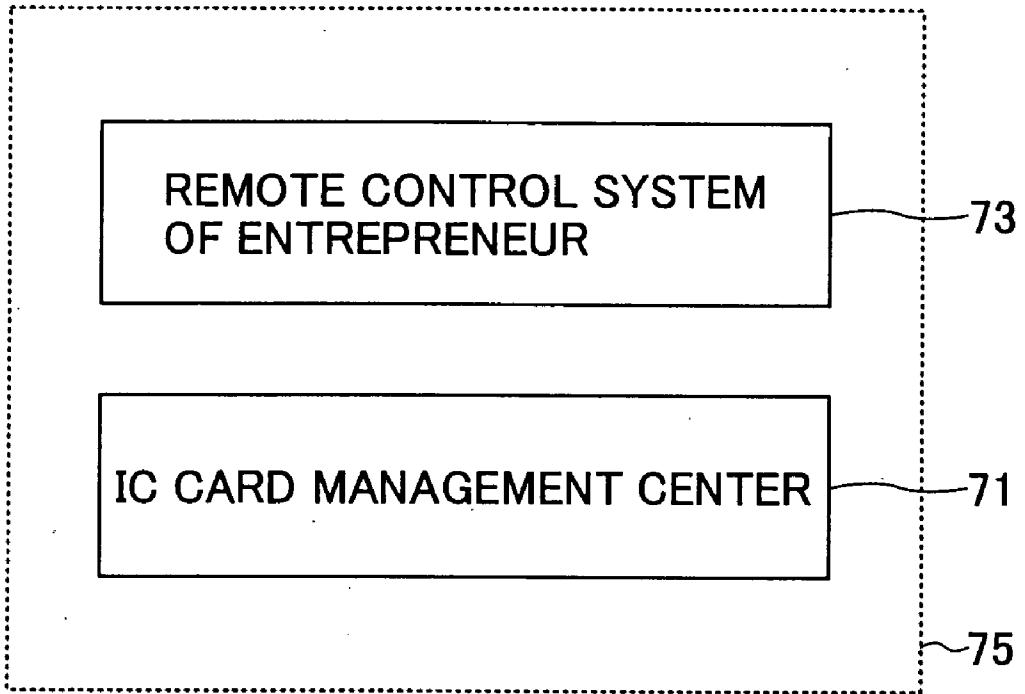 REMOTE CONTROL SYSTEM
OF ENTREPRENEUR
73
IC CARD MANAGEMENT CENTER
71
75